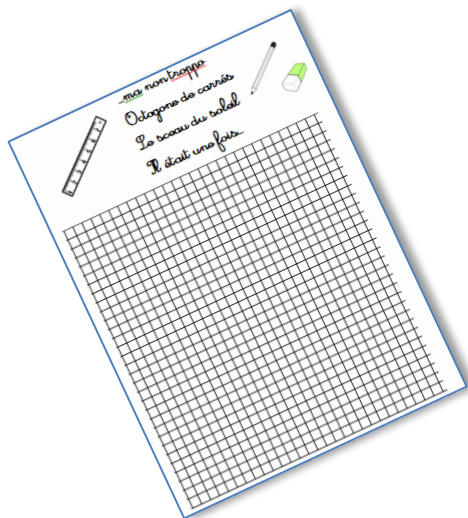 ...ma non troppo
Octogone de carrés
Le sceau du soleil
Il était une fois...